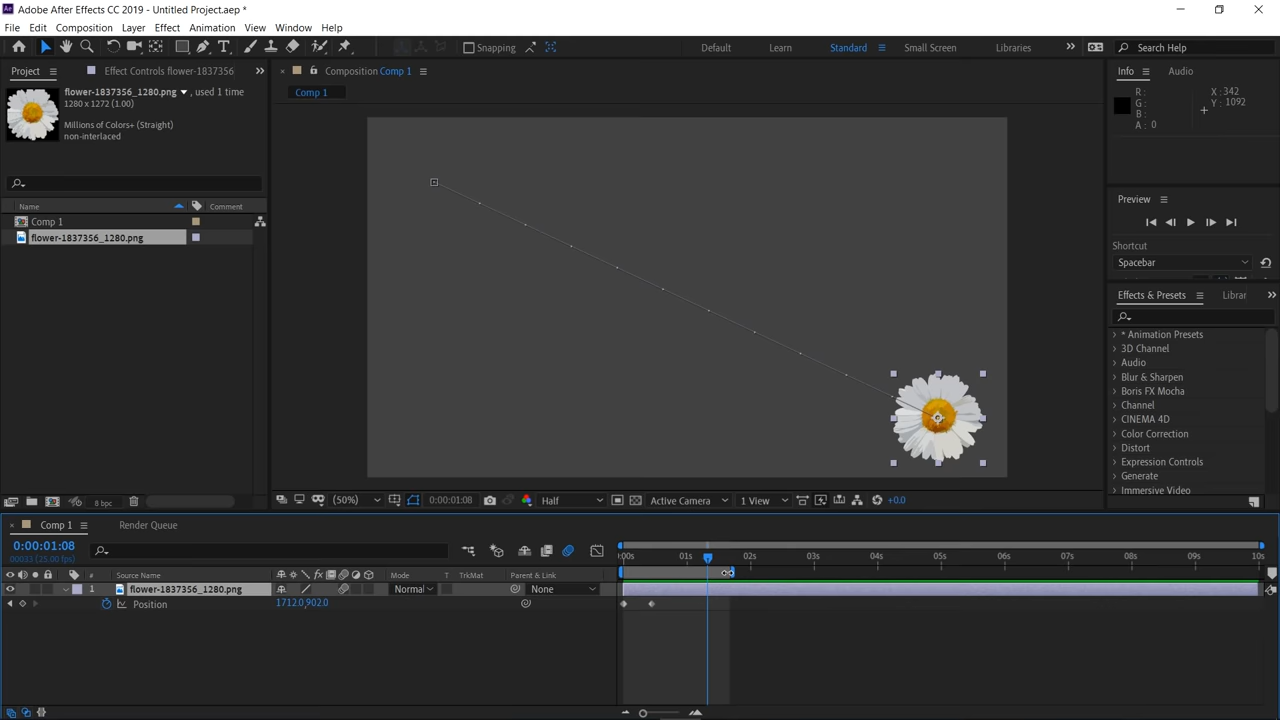 Adobe After Effects CC 2019 - Untitled Project.aep *
File Edit Composition Layer Effect Animation View Window Help
Snapping Default Learn Standard Small Screen Libraries Search Help
Project Effect Controls flower-1837356
flower-1837356_1280.png , used 1 time
1280 x 1272 (1.00)
Millions of Colors+ (Straight)
non-interlaced
Name Comment
Comp 1
flower-1837356_1280.png
8 bpc
Composition Comp 1
Comp 1
(50%) 0:00:01:08 Half Active Camera 1 View +0.0
Info Audio
R: X: 342
G: Y: 1092
B:
A: 0
Preview
Shortcut
Spacebar
Effects & Presets Librar
* Animation Presets
3D Channel
Audio
Blur & Sharpen
Boris FX Mocha
Channel
CINEMA 4D
Color Correction
Distort
Expression Controls
Generate
Immersive Video
Comp 1 Render Queue
0:00:01:08
00033 (25.00 fps)
:00s 01s 02s 03s 04s 05s 06s 07s 08s 09s 10s
# Source Name Mode T TrkMat Parent & Link
1 flower-1837356_1280.png Normal None
Position 1712.0,902.0